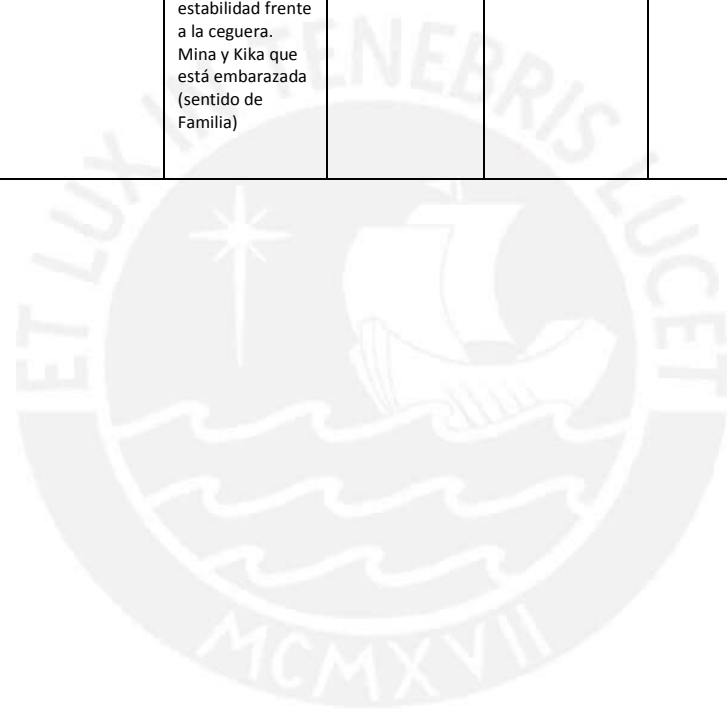 estabilidad frente
a la ceguera.
Mina y Kika que
está embarazada
(sentido de
Familia)
ET LUX IN TENEBRIS LUCET
MCMXVII